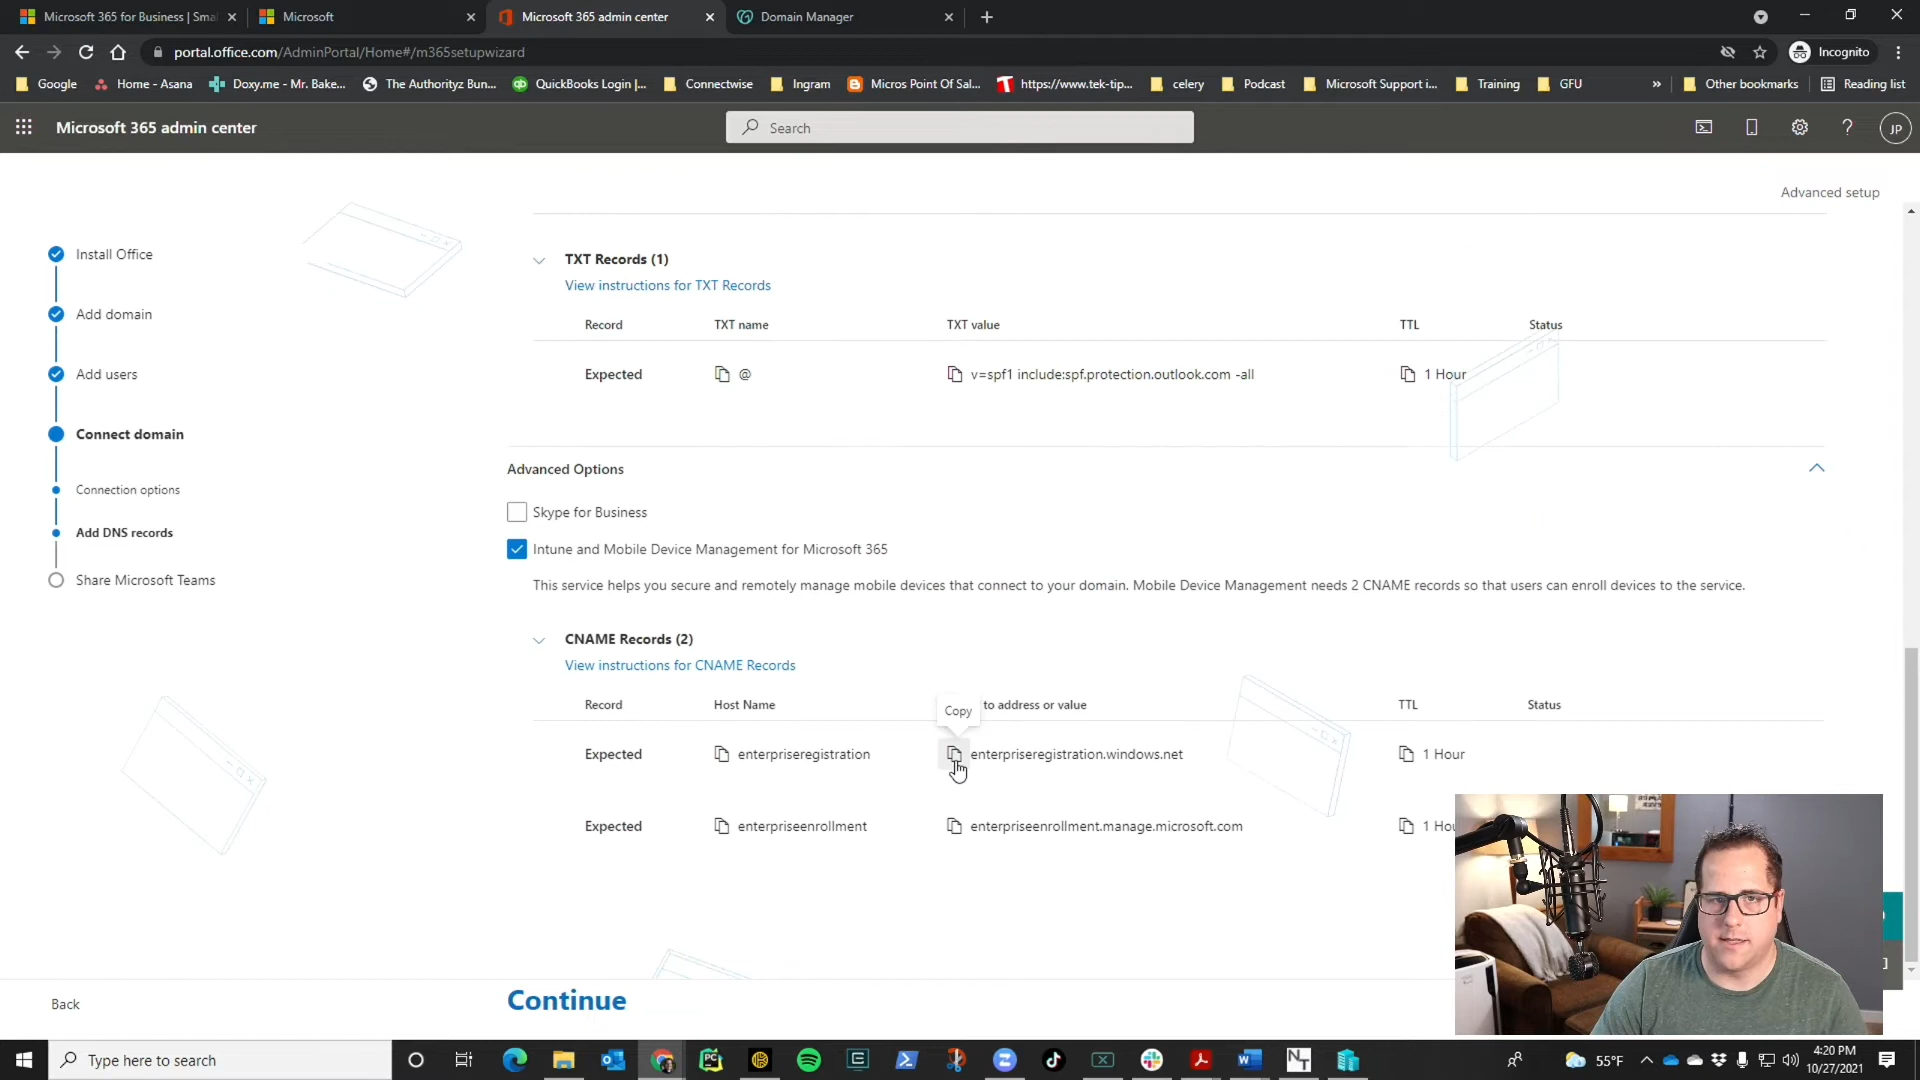 Microsoft 365 for Business | Sma
Microsoft
Microsoft 365 admin center
Domain Manager
portal.office.com/AdminPortal/Home#/m365setupwizard
Incognito
Google
Home - Asana
Doxy.me - Mr. Bake...
The Authorityz Bun...
QuickBooks Login |...
Connectwise
Ingram
Micros Point Of Sal...
https://www.tek-tip...
celery
Podcast
Microsoft Support i...
Training
GFU
»
Other bookmarks
Reading list
Microsoft 365 admin center
Search
JP
Advanced setup
Install Office
Add domain
Add users
Connect domain
Connection options
Add DNS records
Share Microsoft Teams
TXT Records (1)
View instructions for TXT Records
Record TXT name TXT value TTL Status
Expected @ v=spf1 include:spf.protection.outlook.com -all 1 Hour
Advanced Options
Skype for Business
Intune and Mobile Device Management for Microsoft 365
This service helps you secure and remotely manage mobile devices that connect to your domain. Mobile Device Management needs 2 CNAME records so that users can enroll devices to the service.
CNAME Records (2)
View instructions for CNAME Records
Copy
Record Host Name to address or value TTL Status
Expected enterpriseregistration enterpriseregistration.windows.net 1 Hour
Expected enterpriseenrollment enterpriseenrollment.manage.microsoft.com 1 Hou
Back
Continue
Type here to search
55°F
4:20 PM
10/27/2021